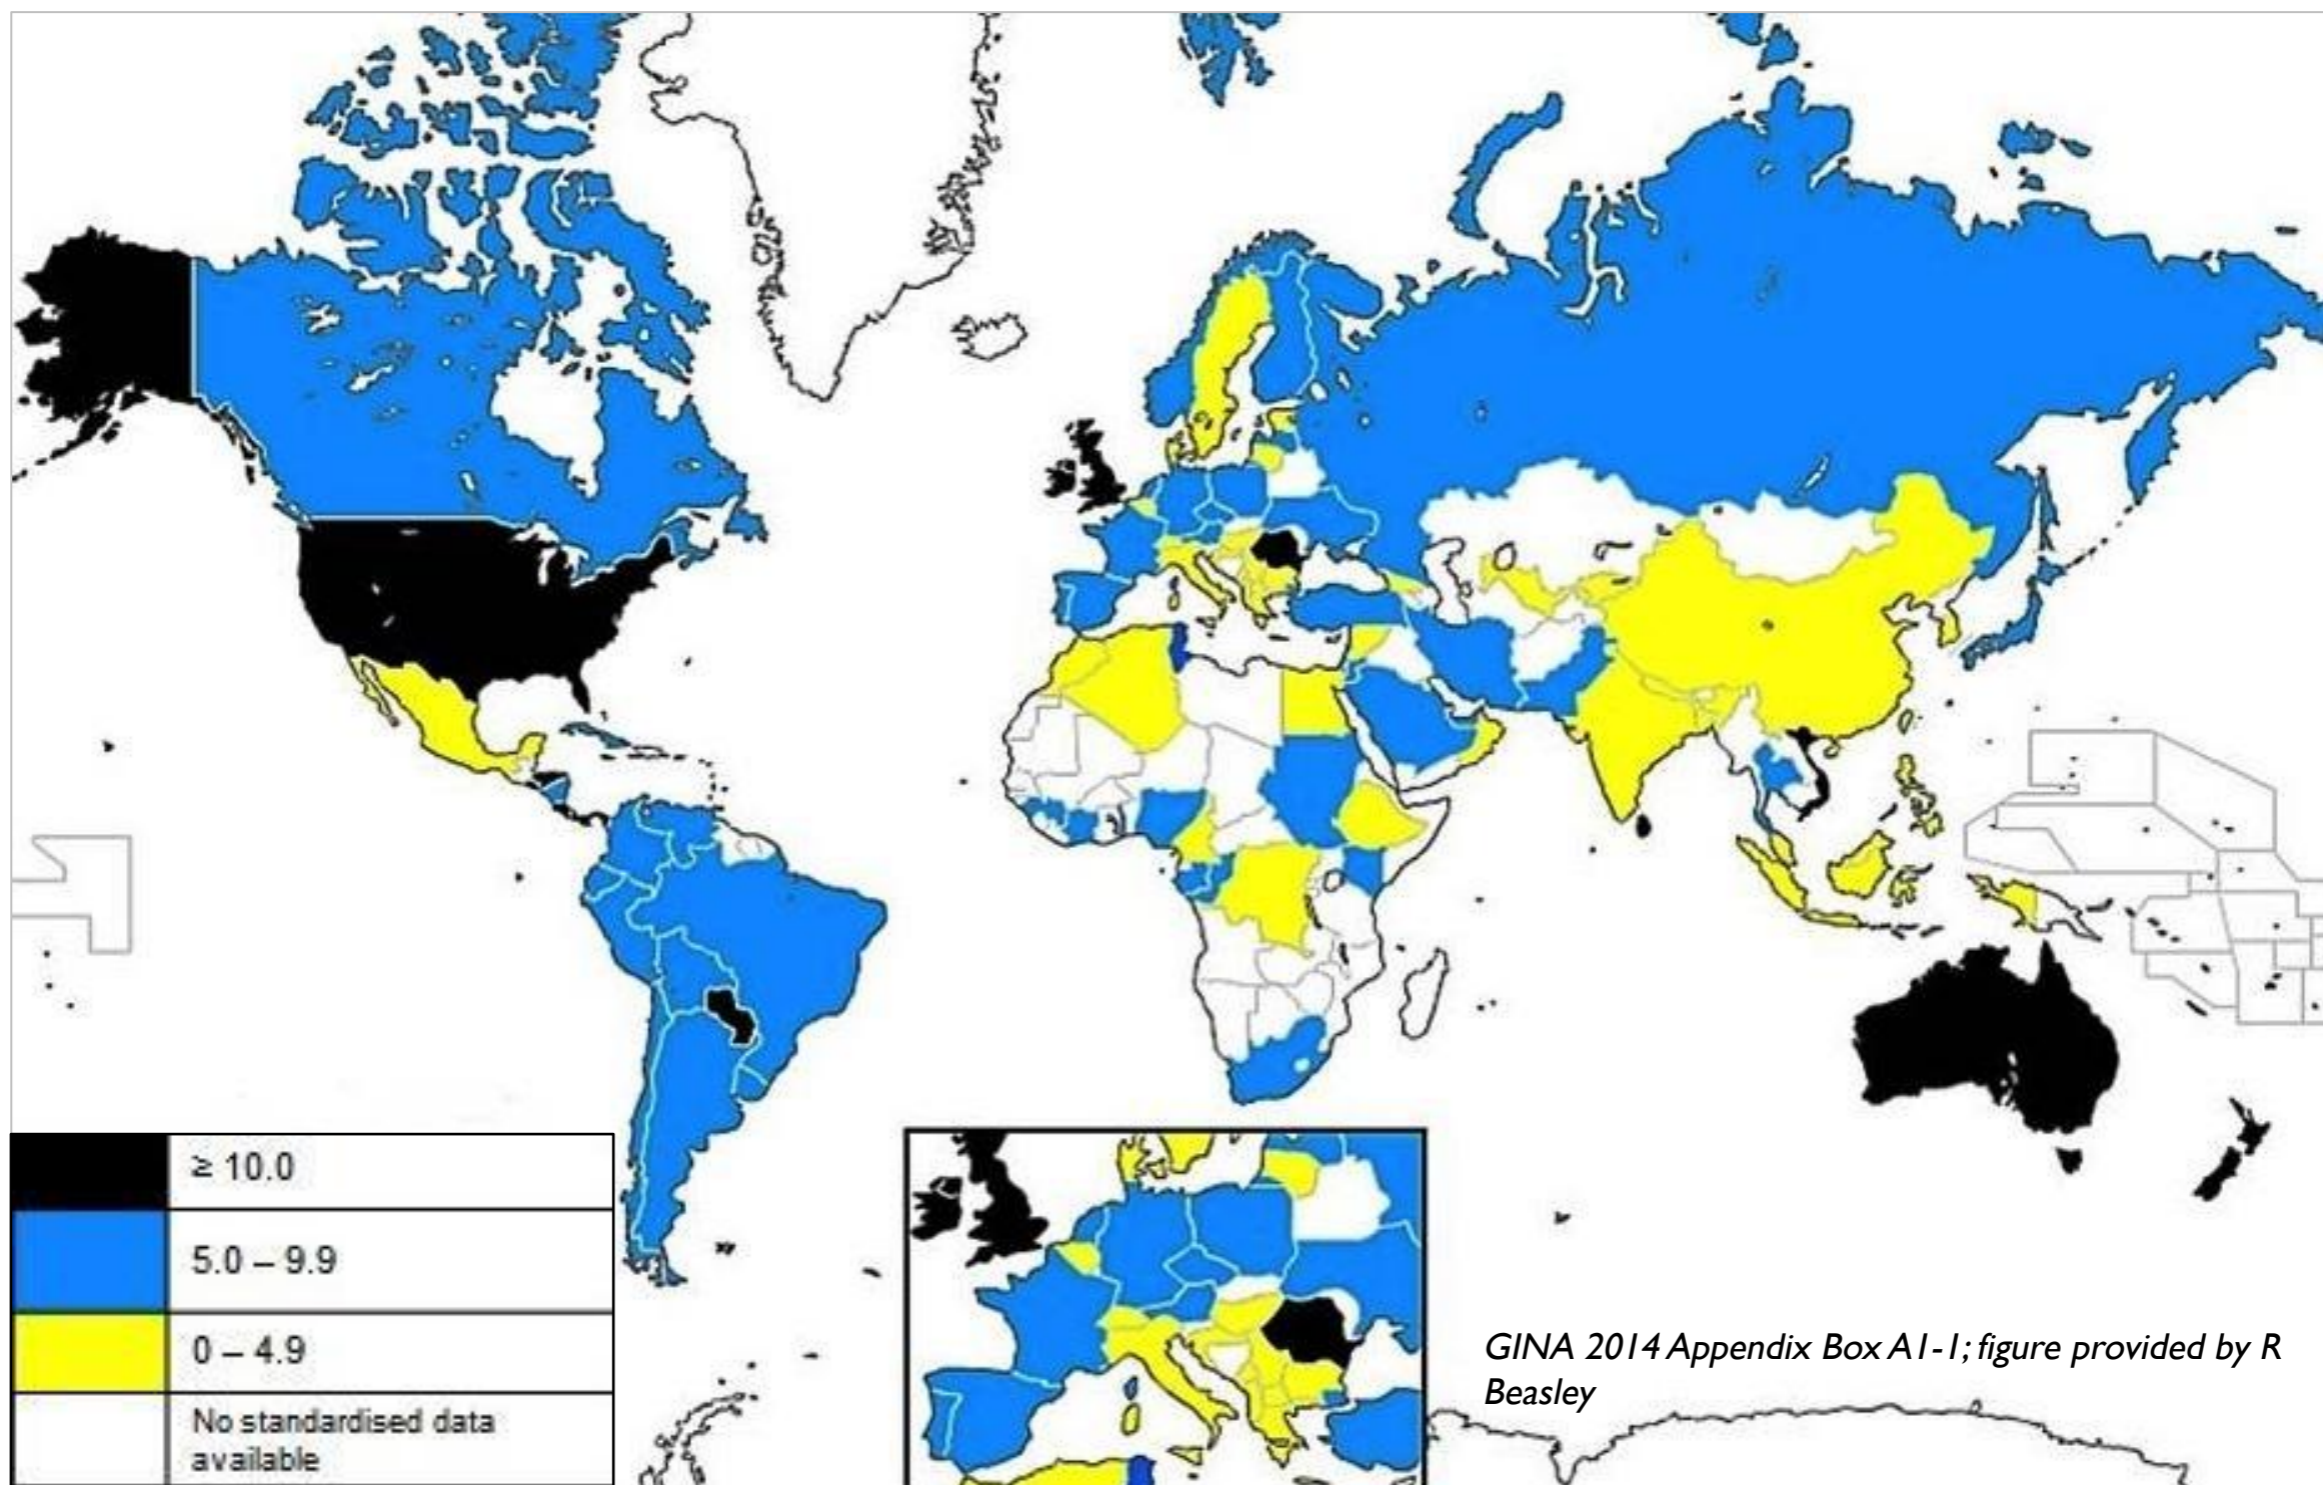 ≥ 10.0
5.0 – 9.9
0 – 4.9
No standardised data
available
GINA 2014 Appendix Box A1-1; figure provided by R
Beasley